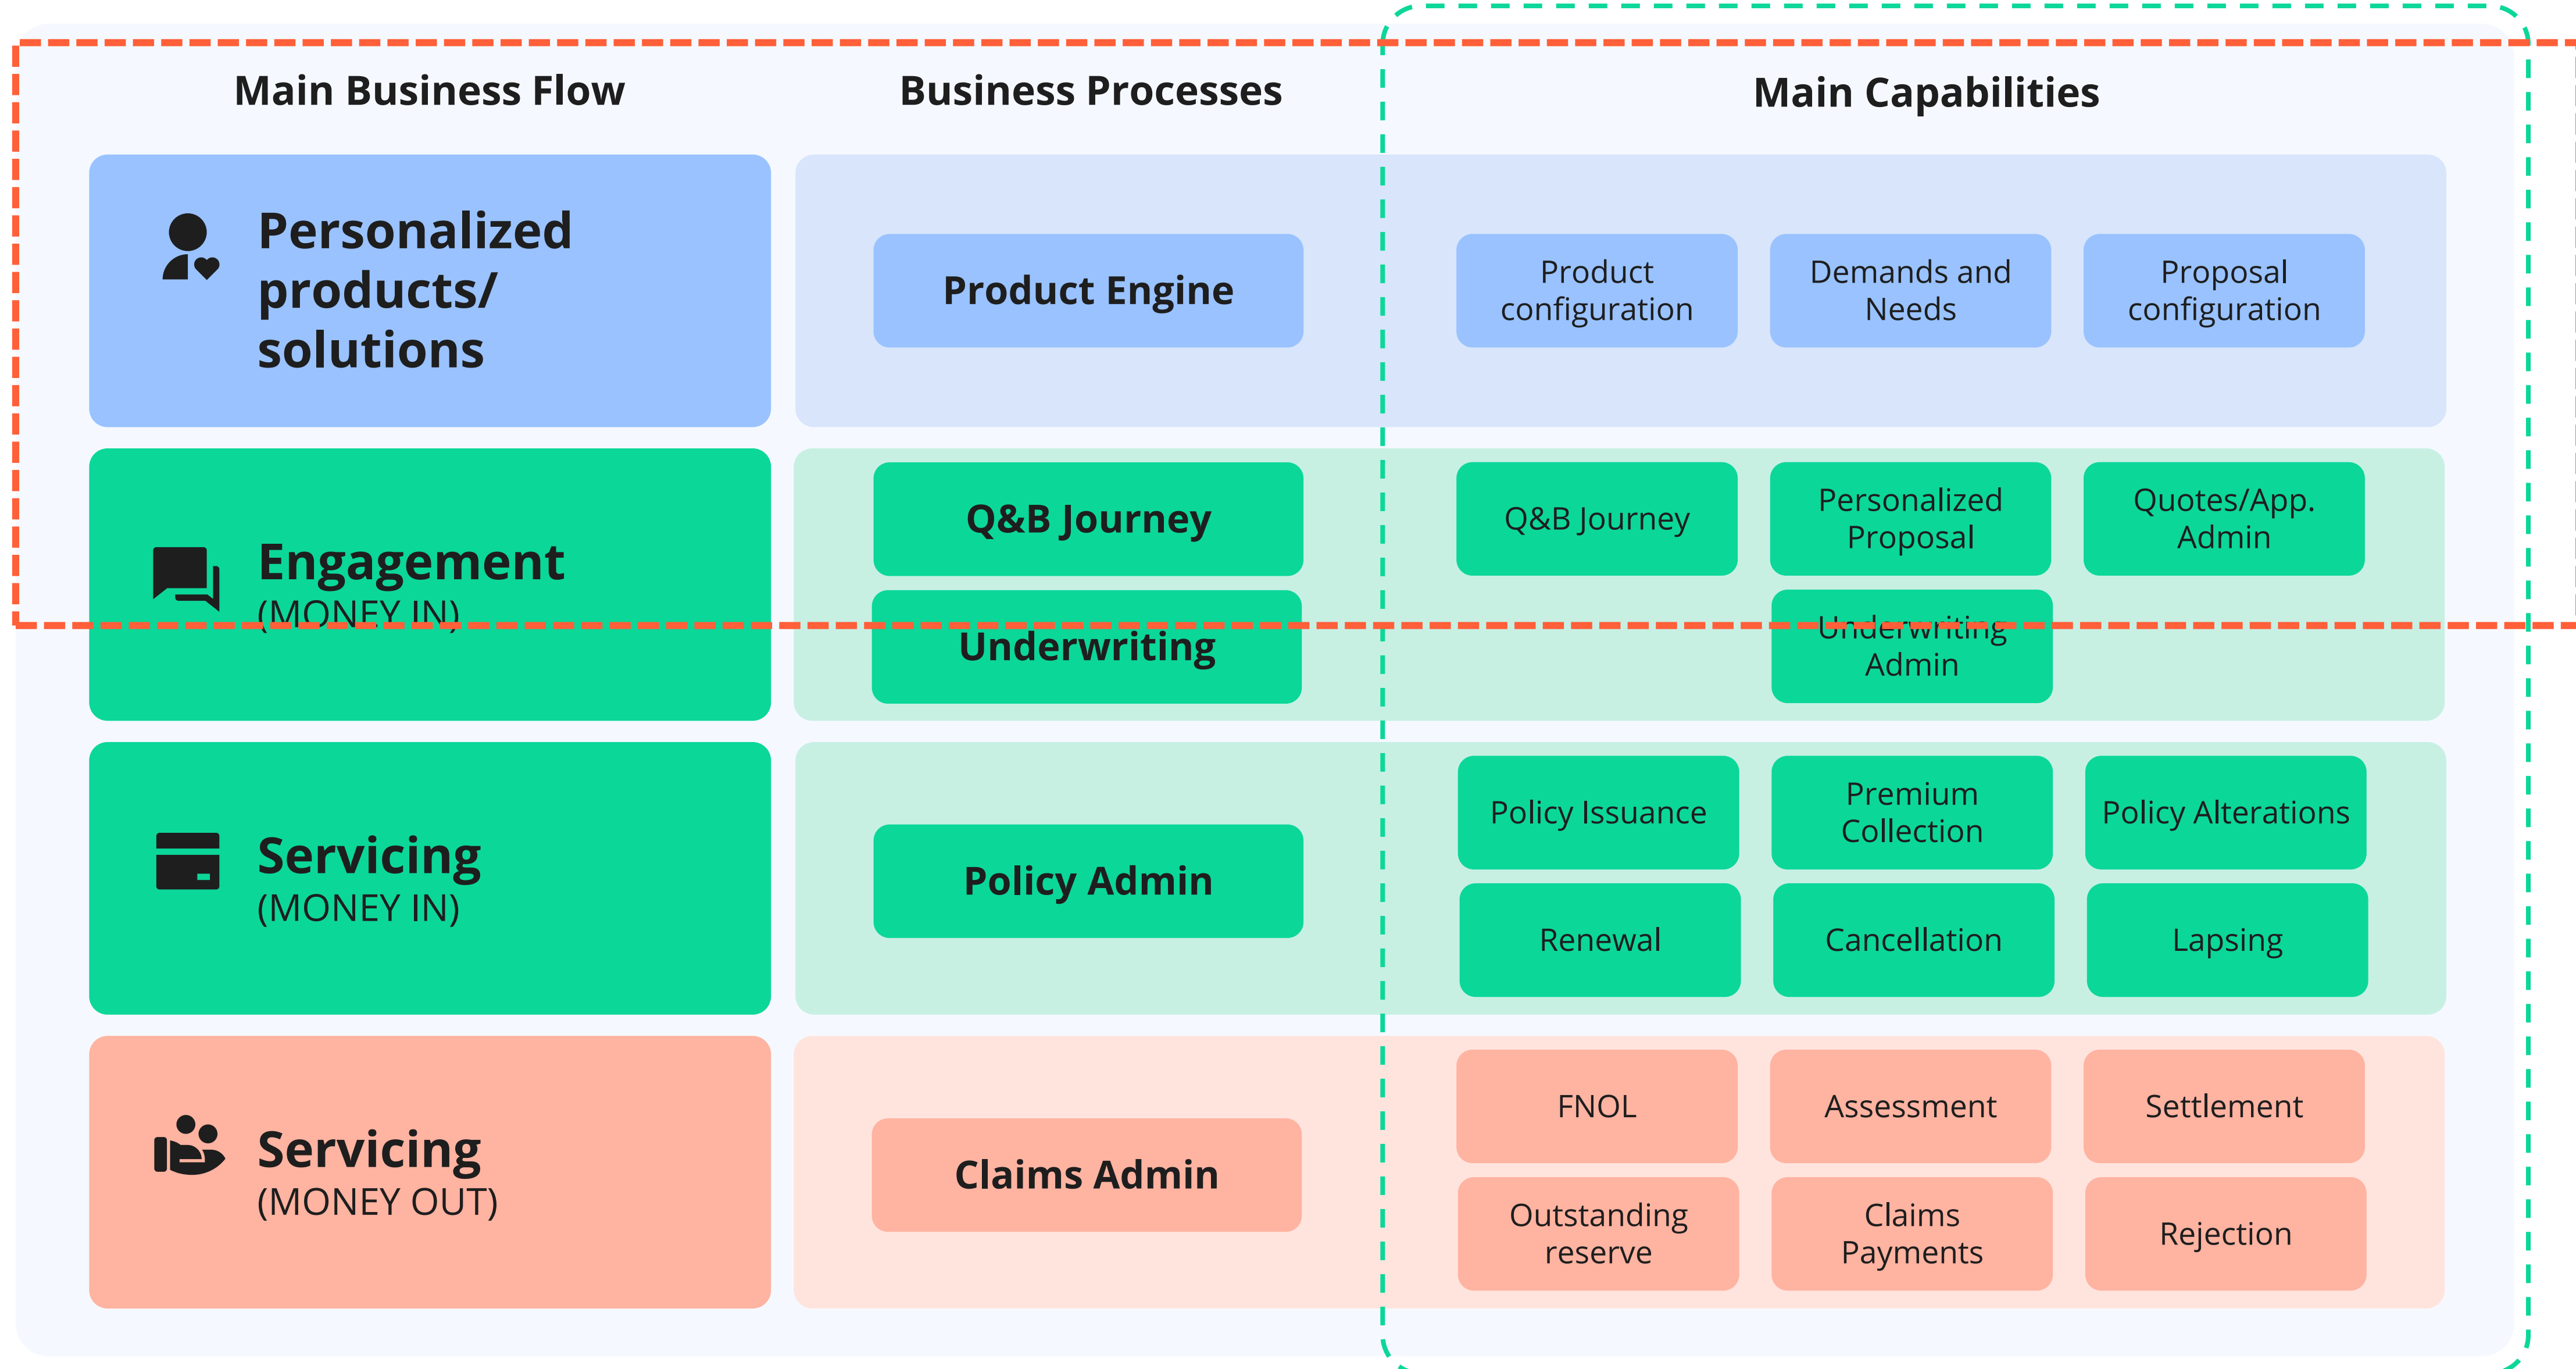 Main Business Flow
Business Processes
Main Capabilities
Personalized
products/
solutions
Product Engine
Product
configuration
Demands and
Needs
Proposal
configuration
Engagement
(MONEY IN)
Q&B Journey
Underwriting
Q&B Journey
Personalized
Proposal
Quotes/App.
Admin
Underwriting
Admin
Servicing
(MONEY IN)
Policy Admin
Policy Issuance
Premium
Collection
Policy Alterations
Renewal
Cancellation
Lapsing
Servicing
(MONEY OUT)
Claims Admin
FNOL
Assessment
Settlement
Outstanding
reserve
Claims
Payments
Rejection